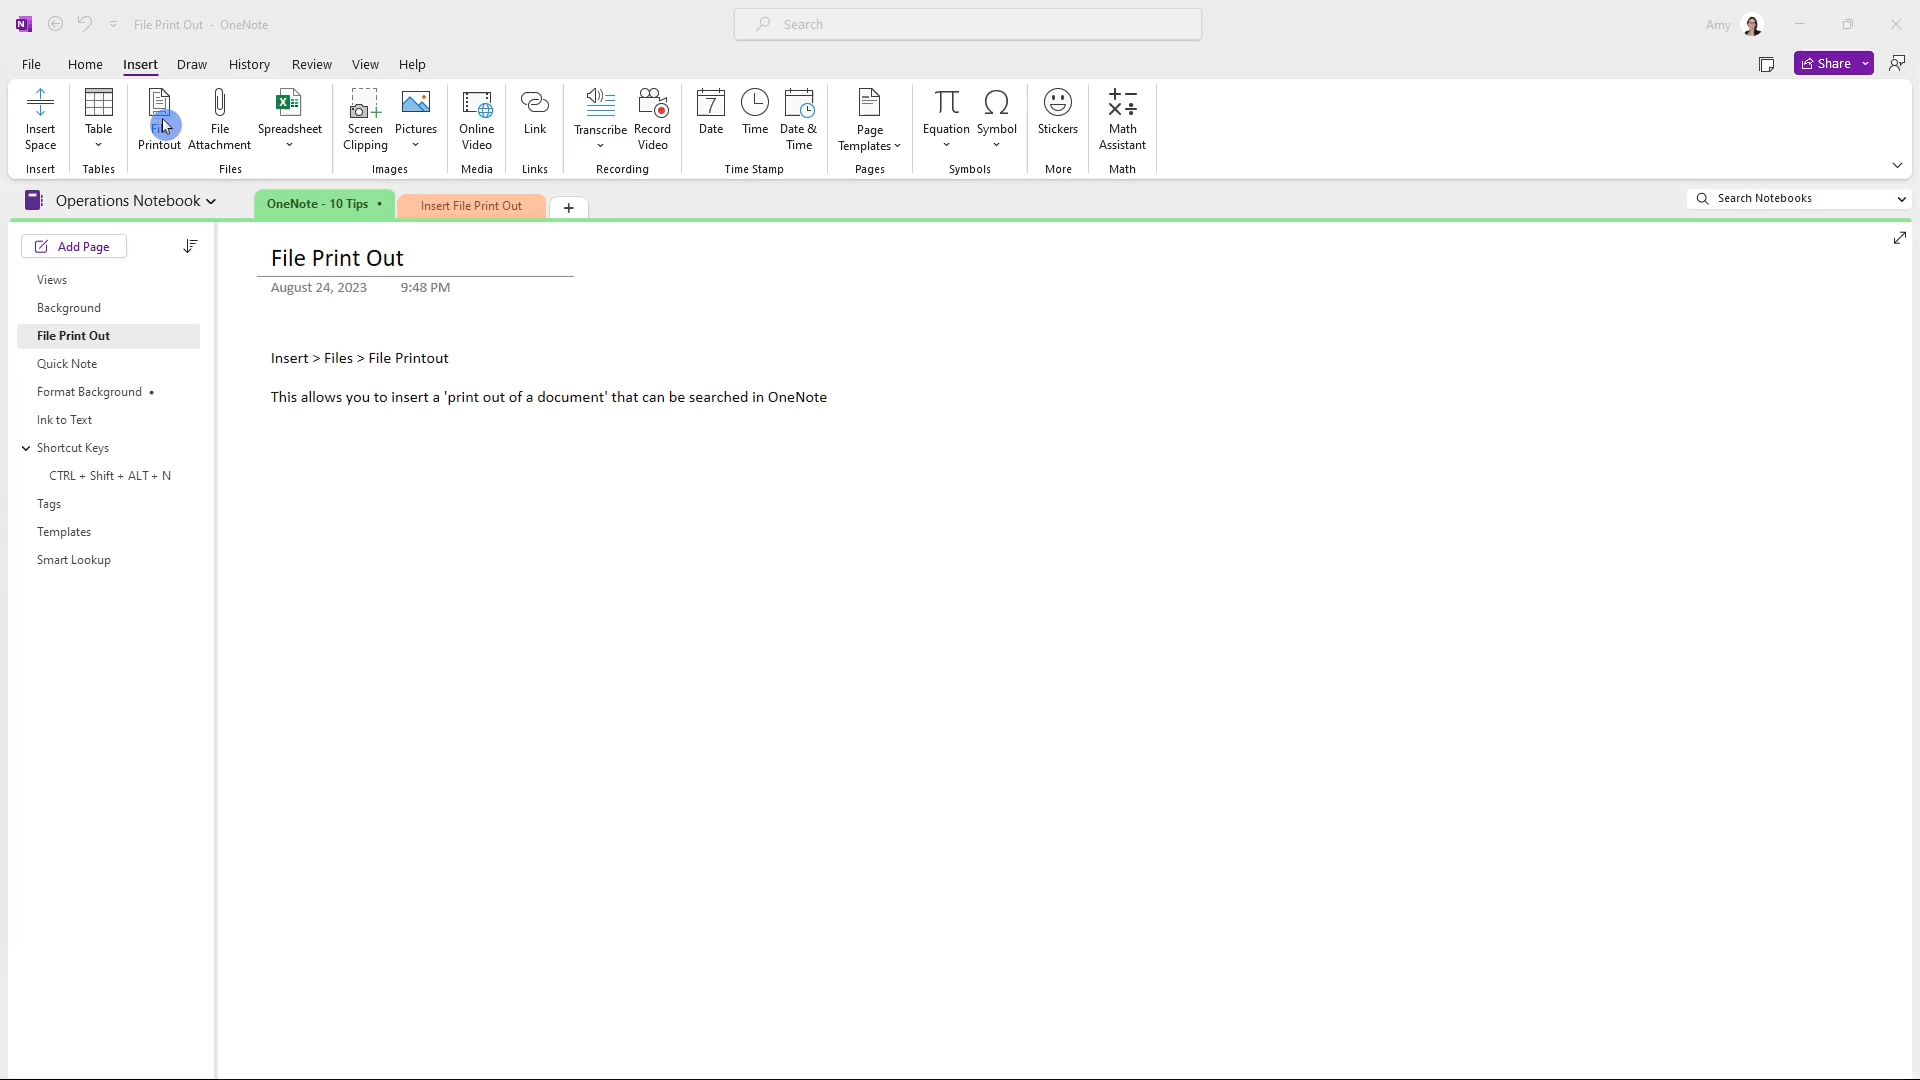 File Print Out - OneNote
Search
Amy
File Home Insert Draw History Review View Help
Share
Insert Space
Table
File Printout
File Attachment
Spreadsheet
Screen Clipping
Pictures
Online Video
Link
Transcribe
Record Video
7
Date
Time
Date & Time
Page Templates
Equation
Symbol
Stickers
Math Assistant
Insert Tables Files Images Media Links Recording Time Stamp Pages Symbols More Math
Operations Notebook
OneNote - 10 Tips •
Insert File Print Out
+
Search Notebooks
Add Page
Views
Background
File Print Out
Quick Note
Format Background •
Ink to Text
Shortcut Keys
CTRL + Shift + ALT + N
Tags
Templates
Smart Lookup
File Print Out
August 24, 2023 9:48 PM
Insert > Files > File Printout
This allows you to insert a 'print out of a document' that can be searched in OneNote